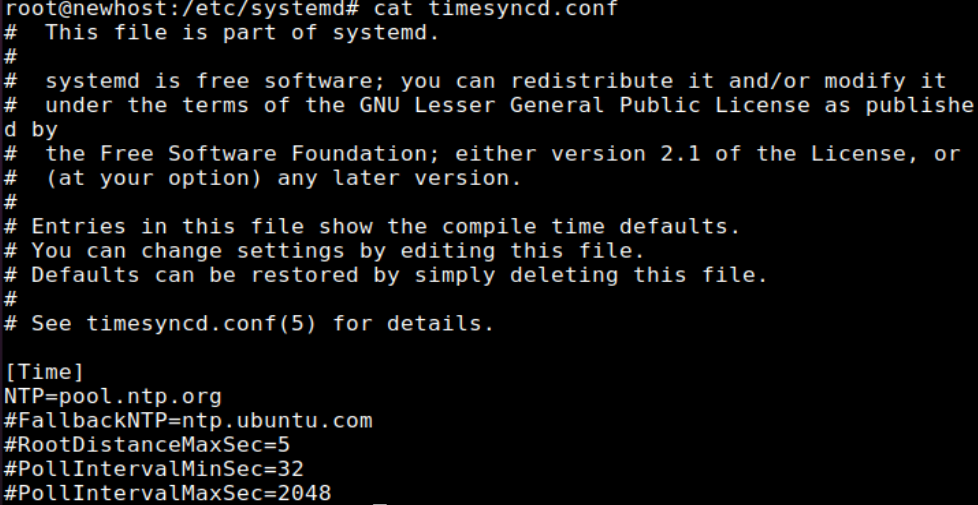 root@newhost:/etc/systemd# cat timesyncd.conf
#  This file is part of systemd.
#
#  systemd is free software; you can redistribute it and/or modify it
#  under the terms of the GNU Lesser General Public License as publishe
d by
#  the Free Software Foundation; either version 2.1 of the License, or
#  (at your option) any later version.
#
# Entries in this file show the compile time defaults.
# You can change settings by editing this file.
# Defaults can be restored by simply deleting this file.
#
# See timesyncd.conf(5) for details.

[Time]
NTP=pool.ntp.org
#FallbackNTP=ntp.ubuntu.com
#RootDistanceMaxSec=5
#PollIntervalMinSec=32
#PollIntervalMaxSec=2048